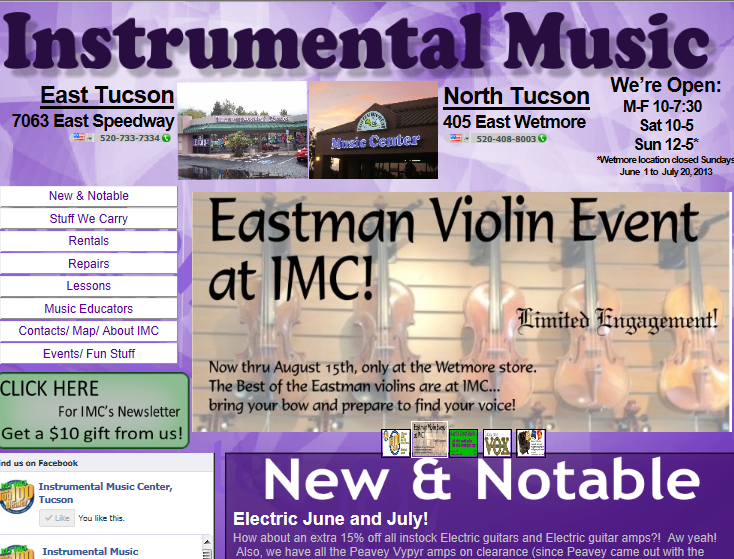 Instrumental Music
East Tucson
7063 East Speedway
520-733-7334
Music Center
North Tucson
405 East Wetmore
520-408-8003
We're Open:
M-F 10-7:30
Sat 10-5
Sun 12-5*
*Wetmore location closed Sundays
June 1 to July 20, 2013
New & Notable
Stuff We Carry
Rentals
Repairs
Lessons
Music Educators
Contacts/ Map/ About IMC
Events/ Fun Stuff
CLICK HERE
For IMC's Newsletter
Get a $10 gift from us!
Eastman Violin Event
at IMC!
Limited Engagement!
Now thru August 15th, only at the Wetmore store.
The Best of the Eastman violins are at IMC...
bring your bow and prepare to find your voice!
VOX
nd us on Facebook
Instrumental Music Center,
Tucson
Like You like this.
Instrumental Music
New & Notable
Electric June and July!
How about an extra 15% off all instock Electric guitars and Electric guitar amps?! Aw yeah!
Also, we have all the Peavey Vypyr amps on clearance (since Peavey came out with the